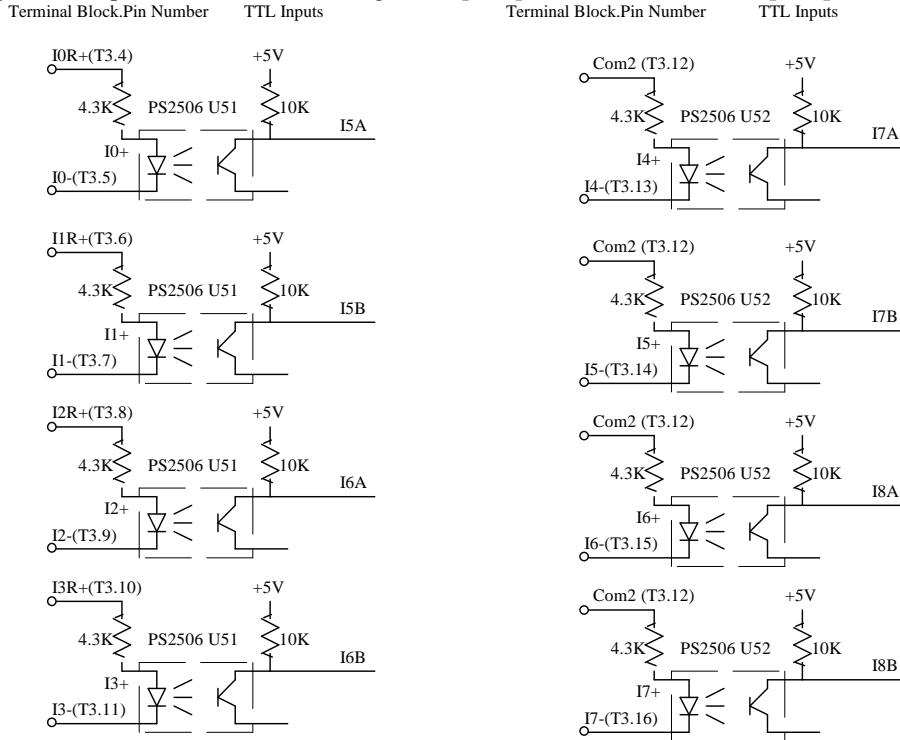 Terminal Block.Pin Number TTL Inputs
I0R+(T3.4) +5V
4.3K PS2506 U51 10K
I5A
I0+
I0-(T3.5)
I1R+(T3.6) +5V
4.3K PS2506 U51 10K
I5B
I1+
I1-(T3.7)
I2R+(T3.8) +5V
4.3K PS2506 U51 10K
I6A
I2+
I2-(T3.9)
I3R+(T3.10) +5V
4.3K PS2506 U51 10K
I6B
I3+
I3-(T3.11)
Terminal Block.Pin Number TTL Inputs
Com2 (T3.12) +5V
4.3K PS2506 U52 10K
I7A
I4+
I4-(T3.13)
Com2 (T3.12) +5V
4.3K PS2506 U52 10K
I7B
I5+
I5-(T3.14)
Com2 (T3.12) +5V
4.3K PS2506 U52 10K
I8A
I6+
I6-(T3.15)
Com2 (T3.12) +5V
4.3K PS2506 U52 10K
I8B
I7+
I7-(T3.16)